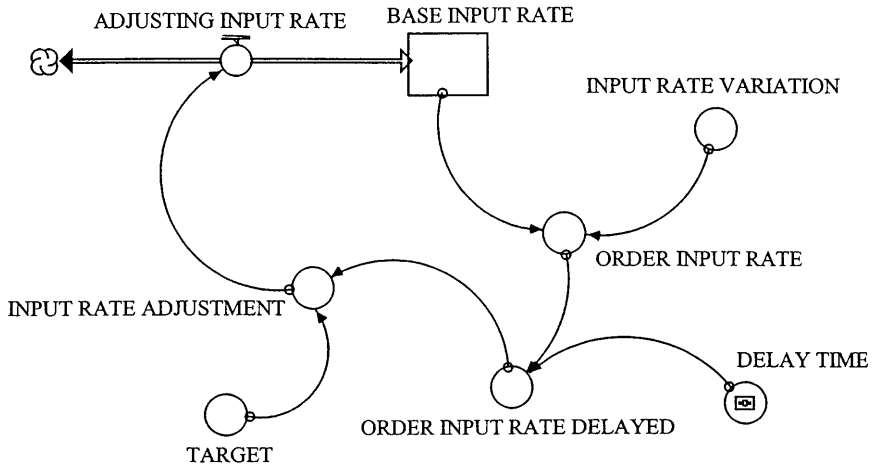 ADJUSTING INPUT RATE
BASE INPUT RATE
INPUT RATE VARIATION
ORDER INPUT RATE
INPUT RATE ADJUSTMENT
DELAY TIME
ORDER INPUT RATE DELAYED
TARGET